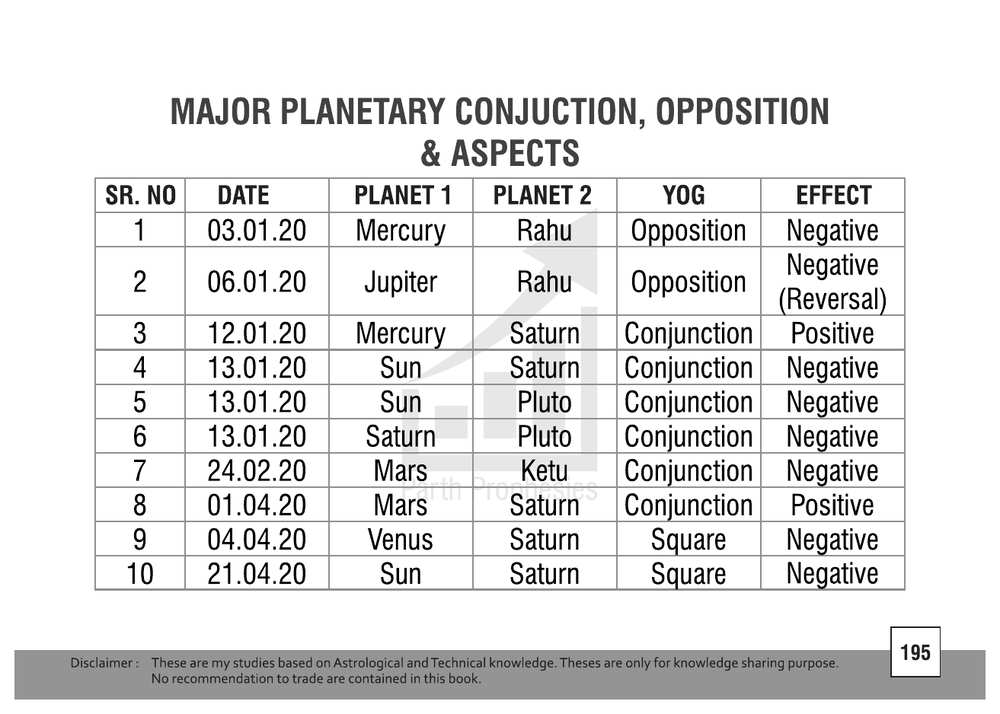 MAJOR PLANETARY CONJUCTION, OPPOSITION
& ASPECTS
SR. NO DATE PLANET 1 PLANET 2 YOG EFFECT
1 03.01.20 Mercury Rahu Opposition Negative
2 06.01.20 Jupiter Rahu Opposition Negative
(Reversal)
3 12.01.20 Mercury Saturn Conjunction Positive
4 13.01.20 Sun Saturn Conjunction Negative
5 13.01.20 Sun Pluto Conjunction Negative
6 13.01.20 Saturn Pluto Conjunction Negative
7 24.02.20 Mars Ketu Conjunction Negative
Earth Prophesies
8 01.04.20 Mars Saturn Conjunction Positive
9 04.04.20 Venus Saturn Square Negative
10 21.04.20 Sun Saturn Square Negative
Disclaimer : These are my studies based on Astrological and Technical knowledge. Theses are only for knowledge sharing purpose.
No recommendation to trade are contained in this book.
195